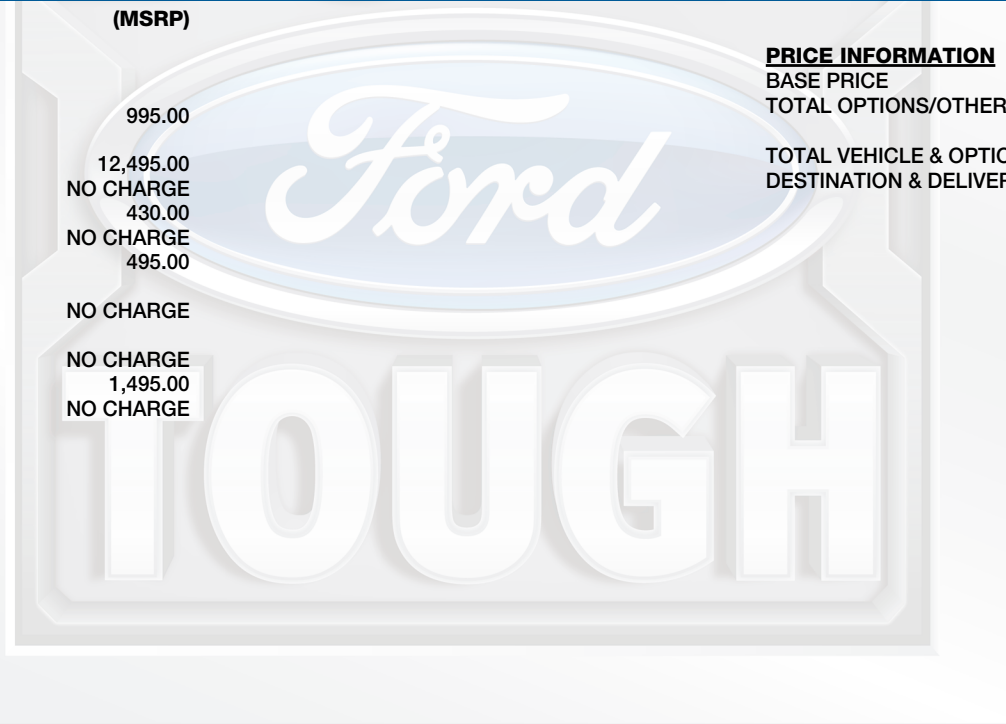 (MSRP)
995.00
12,495.00
NO CHARGE
430.00
NO CHARGE
495.00
NO CHARGE
NO CHARGE
1,495.00
NO CHARGE
PRICE INFORMATION
BASE PRICE
TOTAL OPTIONS/OTHER
TOTAL VEHICLE & OPTIO
DESTINATION & DELIVER
Ford
TOUGH